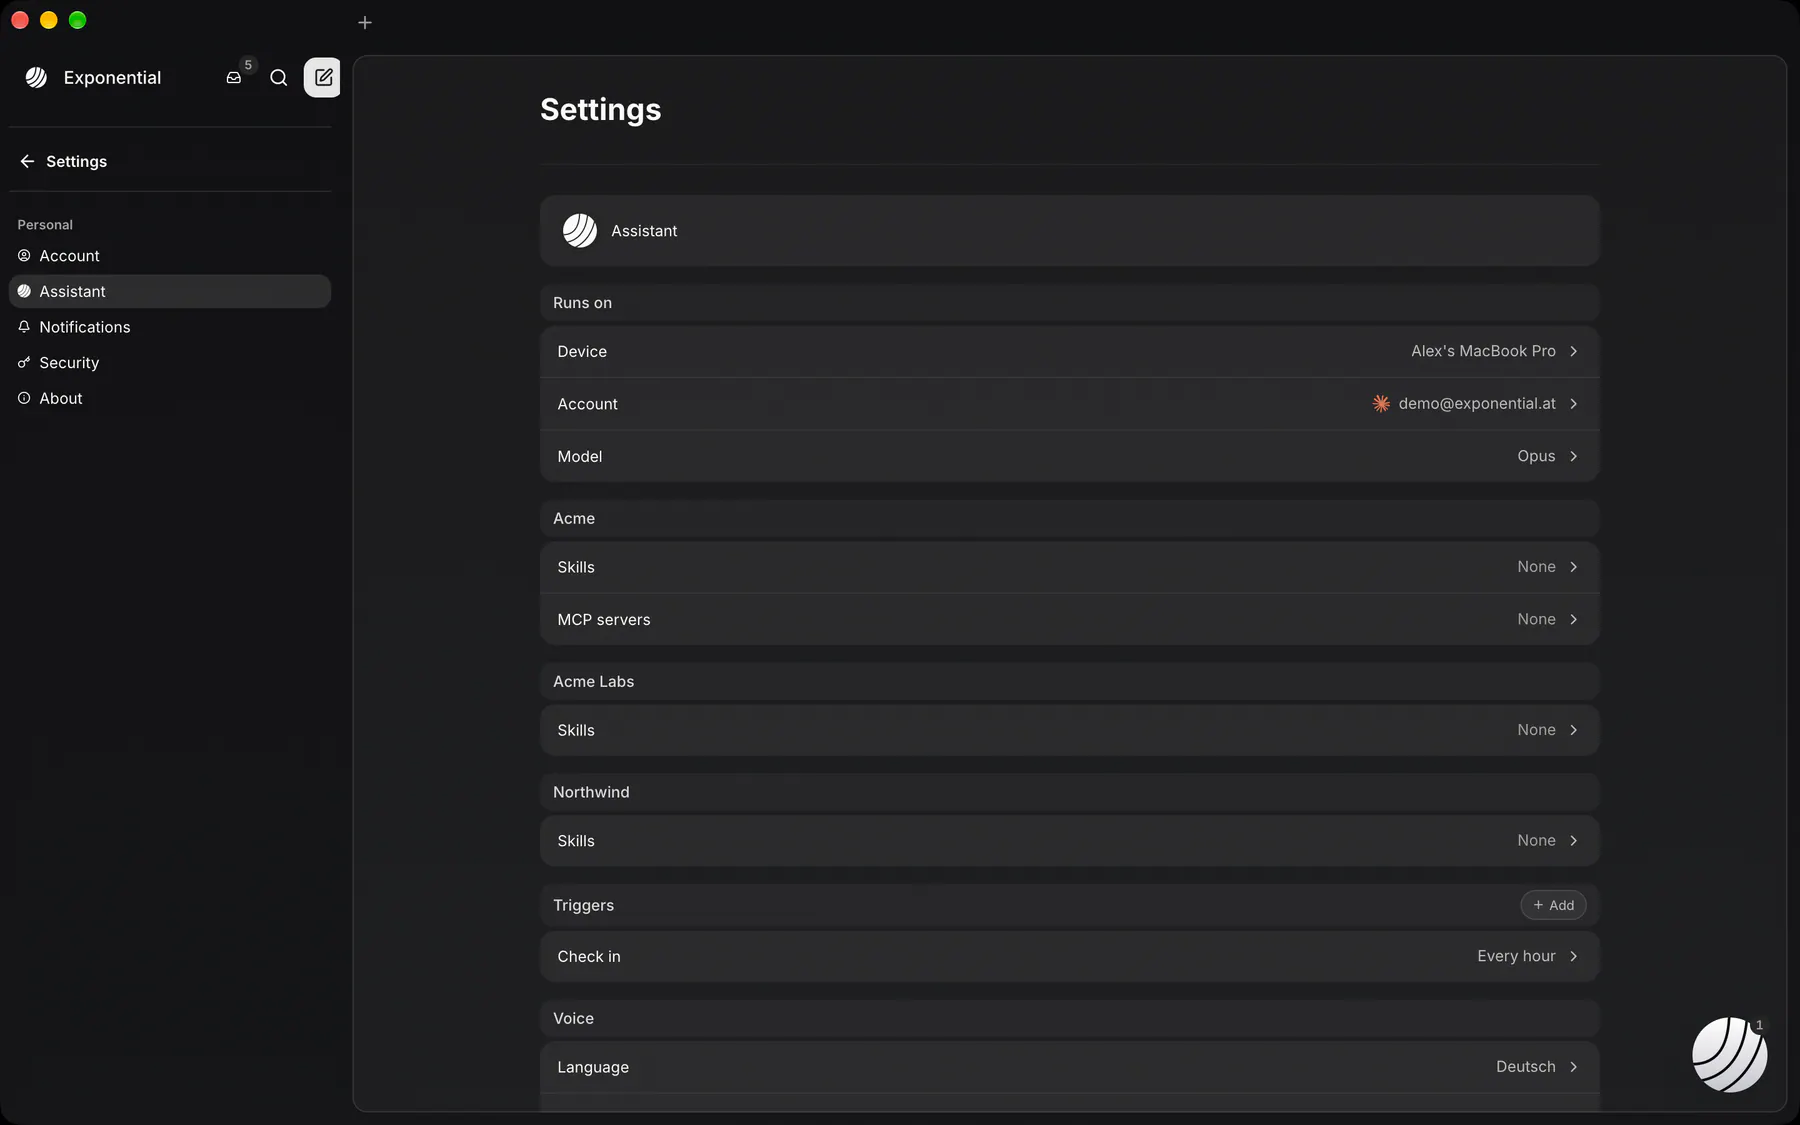 Exponential
5
Settings
Personal
Account
Assistant
Notifications
Security
About
Settings
Assistant
Runs on
Device Alex's MacBook Pro
Account demo@exponential.at
Model Opus
Acme
Skills None
MCP servers None
Acme Labs
Skills None
Northwind
Skills None
Triggers + Add
Check in Every hour
Voice
Language Deutsch
1